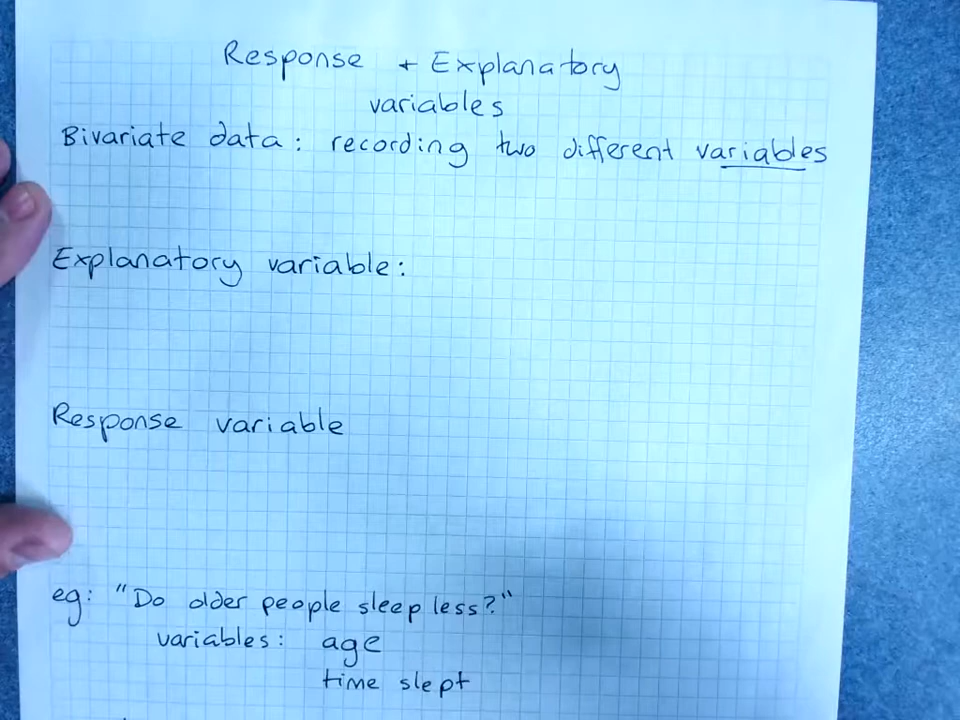 Response + Explanatory
variables
Bivariate data: recording two different variables
Explanatory variable:
Response variable
eg: "Do older people sleep less?"
variables: age
time slept